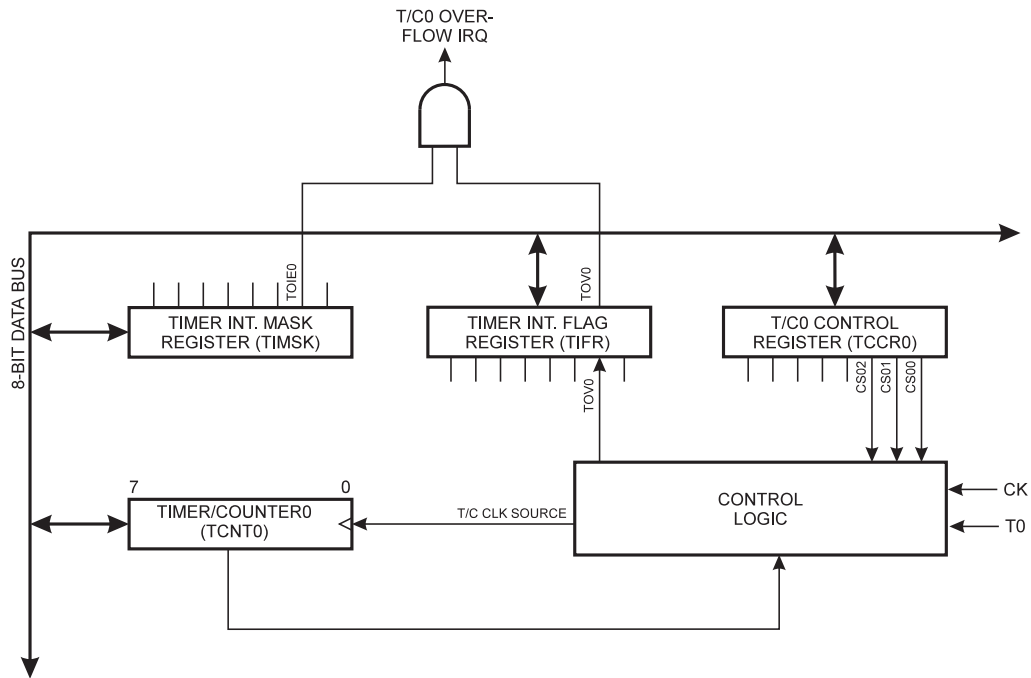 T/C0 OVER-
FLOW IRQ
8-BIT DATA BUS
TOIE0
TOV0
TIMER INT. MASK
REGISTER (TIMSK)
TIMER INT. FLAG
REGISTER (TIFR)
T/C0 CONTROL
REGISTER (TCCR0)
TOV0
CS02
CS01
CS00
7
0
TIMER/COUNTER0
(TCNT0)
T/C CLK SOURCE
CONTROL
LOGIC
CK
T0